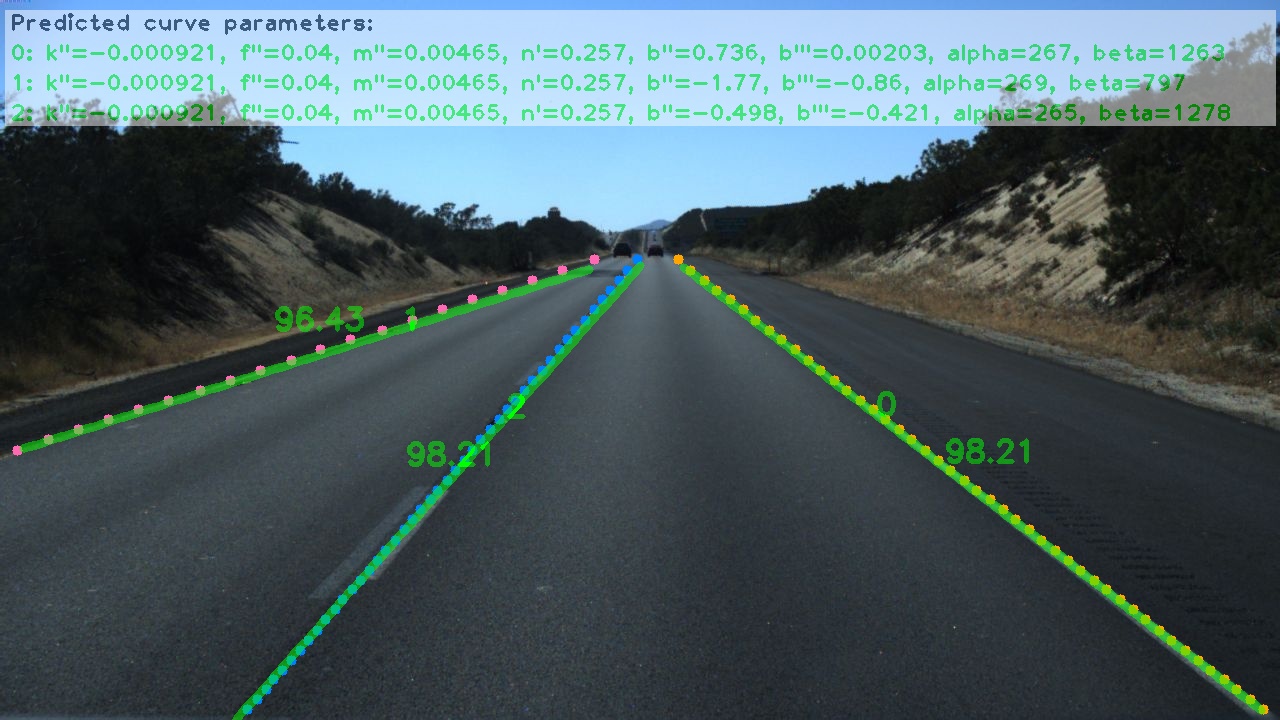 Predicted curve parameters:
0: k''=-0.000921, f''=0.04, m''=0.00465, n'=0.257, b''=0.736, b'''=0.00203, alpha=267, beta=1263
1: k''=-0.000921, f''=0.04, m''=0.00465, n'=0.257, b''=-1.77, b'''=-0.86, alpha=269, beta=797
2: k''=-0.000921, f''=0.04, m''=0.00465, n'=0.257, b''=-0.498, b'''=-0.421, alpha=265, beta=1278
96.43 1
2 0
98.21 98.21